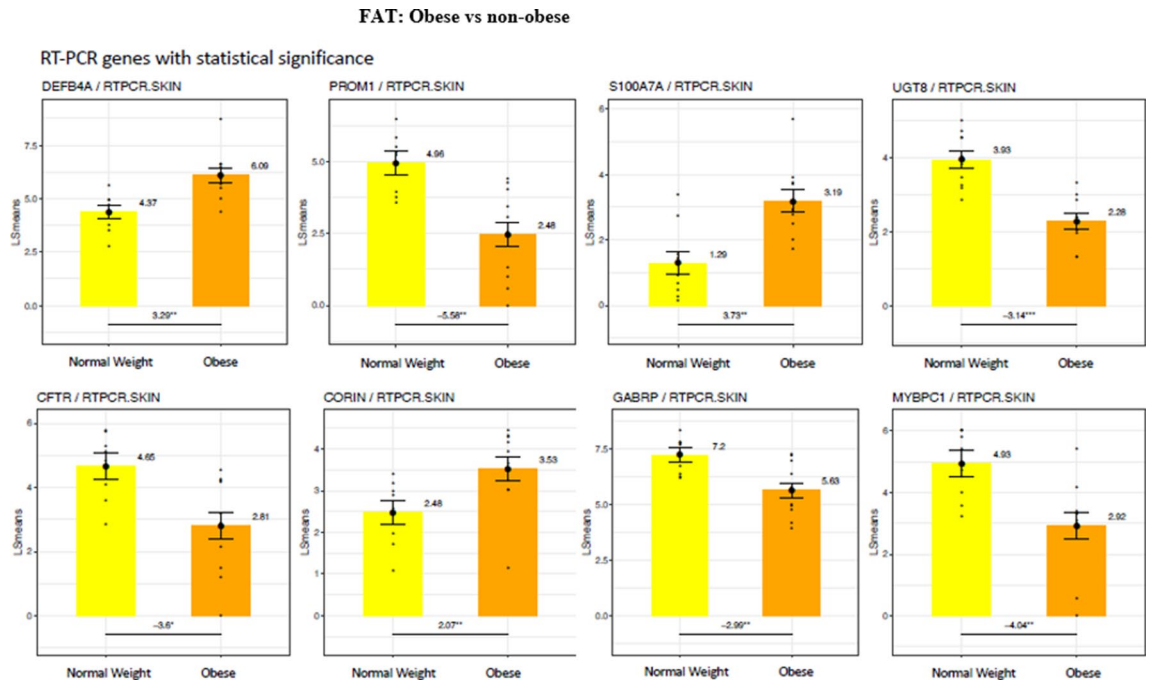 FAT: Obese vs non-obese
RT-PCR genes with statistical significance
DEFB4A / RTPCR.SKIN
LSmeans
7.5
5.0
2.5
0.0
4.37
6.09
3.29**
Normal Weight Obese
PROM1 / RTPCR.SKIN
LSmeans
5.0
2.5
0.0
4.96
2.48
−5.58**
Normal Weight Obese
S100A7A / RTPCR.SKIN
LSmeans
6
4
2
0
1.29
3.19
3.73**
Normal Weight Obese
UGT8 / RTPCR.SKIN
LSmeans
4
2
0
3.93
2.28
−3.14***
Normal Weight Obese
CFTR / RTPCR.SKIN
LSmeans
6
4
2
0
4.65
2.81
−3.6*
Normal Weight Obese
CORIN / RTPCR.SKIN
LSmeans
4
3
2
1
0
2.48
3.53
2.07**
Normal Weight Obese
GABRP / RTPCR.SKIN
LSmeans
7.5
5.0
2.5
0.0
7.2
5.63
−2.99**
Normal Weight Obese
MYBPC1 / RTPCR.SKIN
LSmeans
6
4
2
0
4.93
2.92
−4.04**
Normal Weight Obese